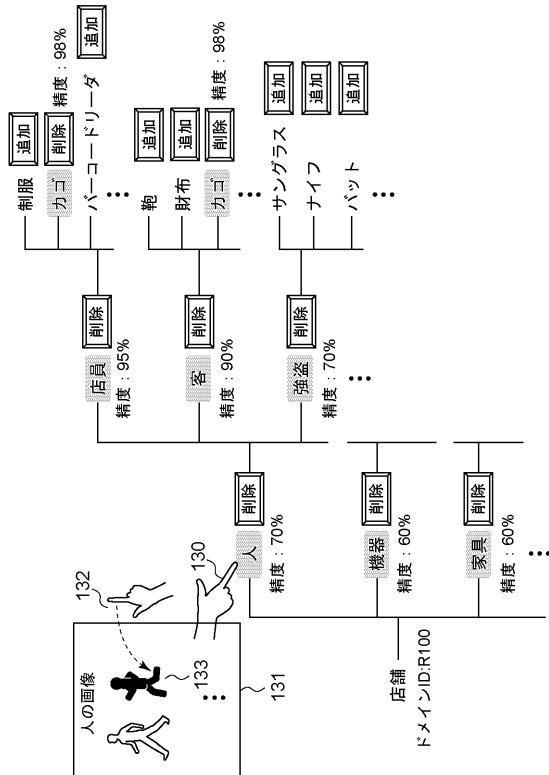 人の画像
132
133
131
130
店舗
ドメインID:R100
人
削除
精度：70%
機器
削除
精度：60%
家具
削除
精度：60%
店員
削除
精度：95%
客
削除
精度：90%
強盗
削除
精度：70%
制服
追加
カゴ
削除
精度：98%
バーコードリーダ
追加
鞄
追加
財布
追加
カゴ
削除
精度：98%
サングラス
追加
ナイフ
追加
バット
追加